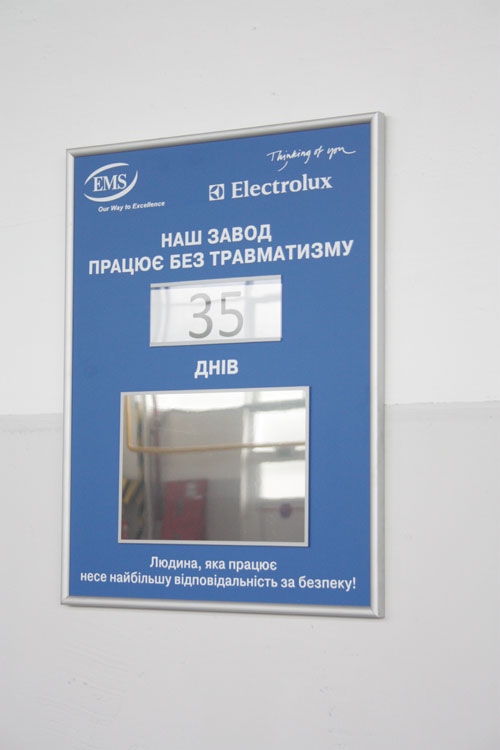 Thinking of you
EMS
Our Way to Excellence
Electrolux
НАШ ЗАВОД
ПРАЦЮЄ БЕЗ ТРАВМАТИЗМУ
35
ДНІВ
Людина, яка працює
несе найбільшу відповідальність за безпеку!